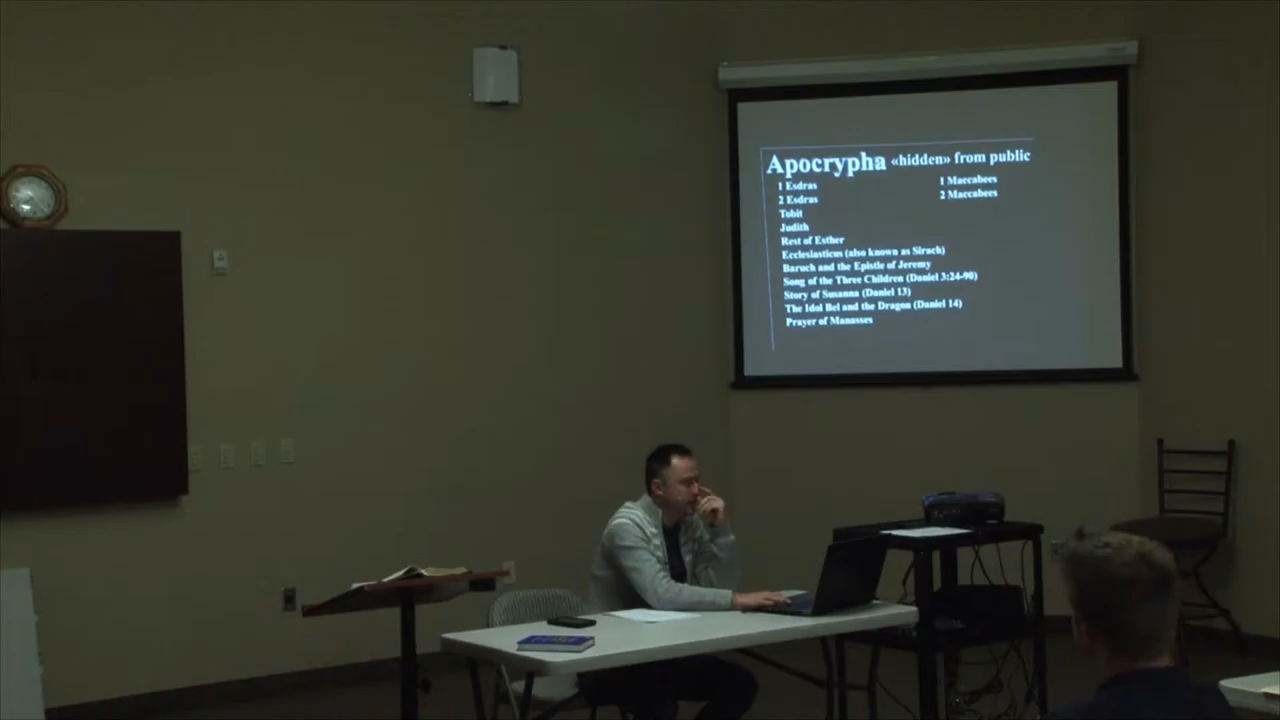 Apocrypha «hidden» from public
1 Esdras
2 Esdras
Tobit
Judith
Rest of Esther
Ecclesiasticus (also known as Sirach)
Baruch and the Epistle of Jeremy
Song of the Three Children (Daniel 3:24-90)
Story of Susanna (Daniel 13)
The Idol Bel and the Dragon (Daniel 14)
Prayer of Manasses
1 Maccabees
2 Maccabees